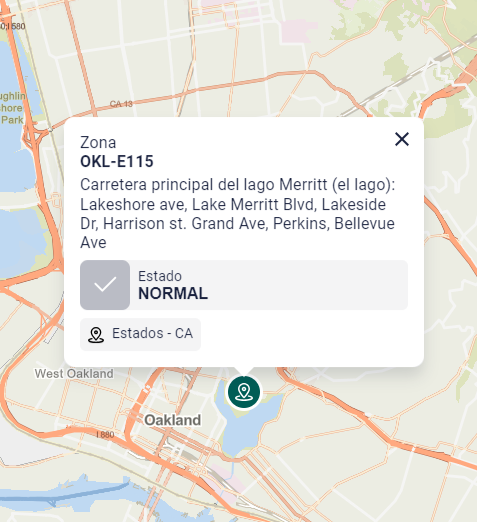 0,I 580
CA 13
ughlin
shore
Park
Zona
OKL-E115
Carretera principal del lago Merritt (el lago):
Lakeshore ave, Lake Merritt Blvd, Lakeside
Dr, Harrison st. Grand Ave, Perkins, Bellevue
Ave
Estado
NORMAL
Estados - CA
West Oakland
Oakland
I 880